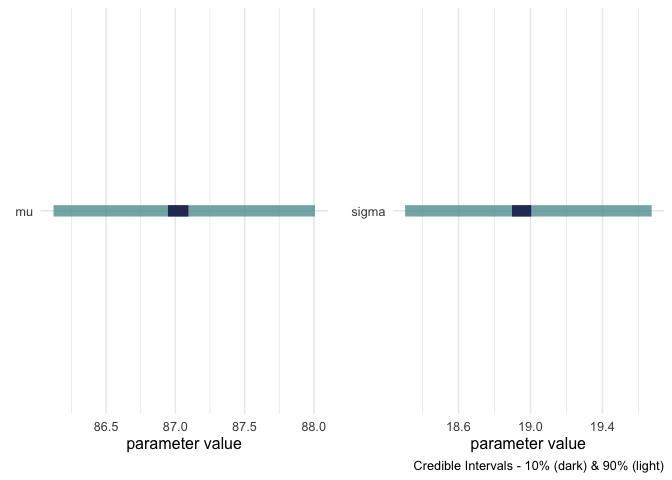 mu
86.5 87.0 87.5 88.0
parameter value
sigma
18.6 19.0 19.4
parameter value
Credible Intervals - 10% (dark) & 90% (light)